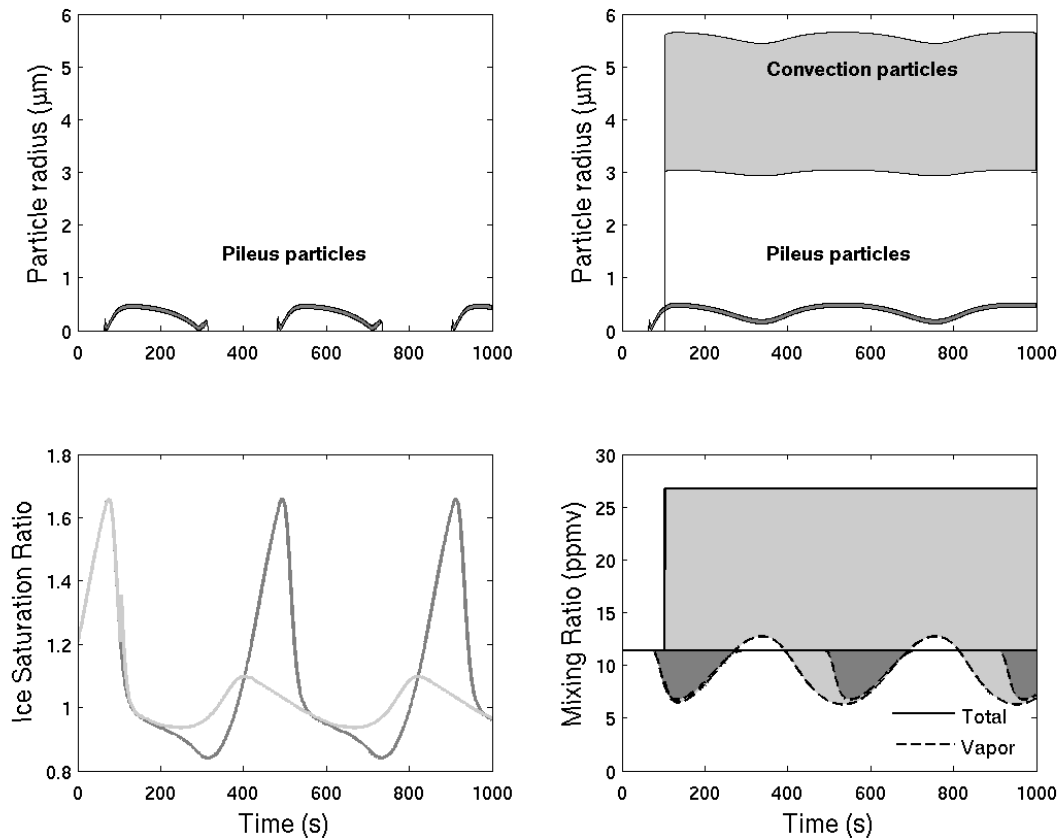 6
5
4
3
2
1
0
Particle radius (μm)
Pileus particles
0 200 400 600 800 1000
6
5
4
3
2
1
0
Particle radius (μm)
Convection particles
Pileus particles
0 200 400 600 800 1000
1.8
1.6
1.4
1.2
1
0.8
Ice Saturation Ratio
0 200 400 600 800 1000
Time (s)
30
25
20
15
10
5
0
Mixing Ratio (ppmv)
Total
Vapor
0 200 400 600 800 1000
Time (s)